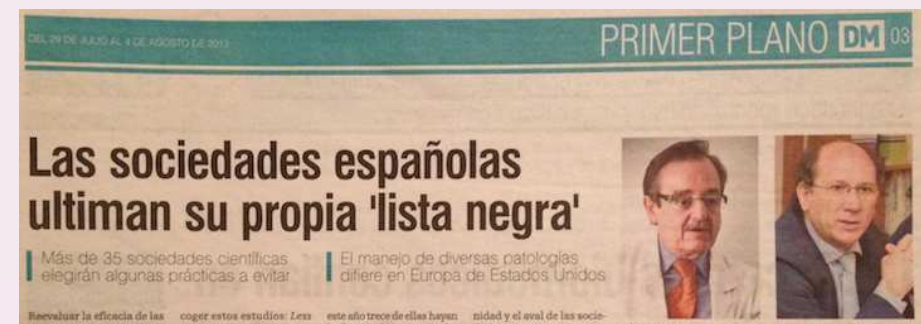 DEL 29 DE JULIO AL 4 DE AGOSTO DE 2013
PRIMER PLANO DM 03
Las sociedades españolas
ultiman su propia 'lista negra'
Más de 35 sociedades científicas
elegirán algunas prácticas a evitar
El manejo de diversas patologías
difiere en Europa de Estados Unidos
Reevaluar la eficacia de las
coger estos estudios: Less
este año trece de ellas hayan
nidad y el aval de las socie-